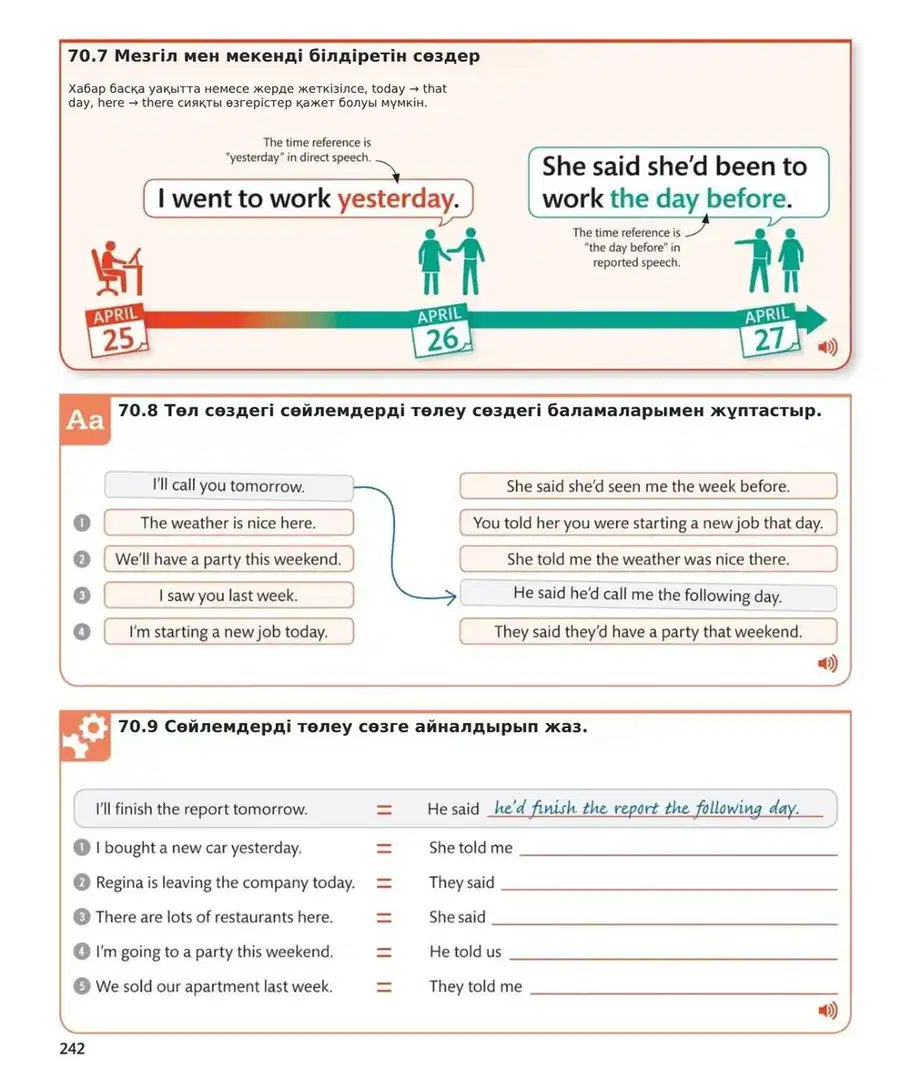 70.7 Мезгіл мен мекенді білдіретін сөздер
Хабар басқа уақытта немесе жерде жеткізілсе, today → that
day, here → there сияқты өзгерістер қажет болуы мүмкін.
The time reference is
"yesterday" in direct speech.
I went to work yesterday.
She said she'd been to
work the day before.
The time reference is
"the day before" in
reported speech.
APRIL
25
APRIL
26
APRIL
27
Aa
70.8 Төл сөздегі сөйлемдерді төлеу сөздегі баламаларымен жұптастыр.
I'll call you tomorrow.
She said she'd seen me the week before.
1 The weather is nice here.
You told her you were starting a new job that day.
2 We'll have a party this weekend.
She told me the weather was nice there.
3 I saw you last week.
He said he'd call me the following day.
4 I'm starting a new job today.
They said they'd have a party that weekend.
70.9 Сөйлемдерді төлеу сөзге айналдырып жаз.
I'll finish the report tomorrow. = He said he'd finish the report the following day.
1 I bought a new car yesterday. = She told me
2 Regina is leaving the company today. = They said
3 There are lots of restaurants here. = She said
4 I'm going to a party this weekend. = He told us
5 We sold our apartment last week. = They told me
242